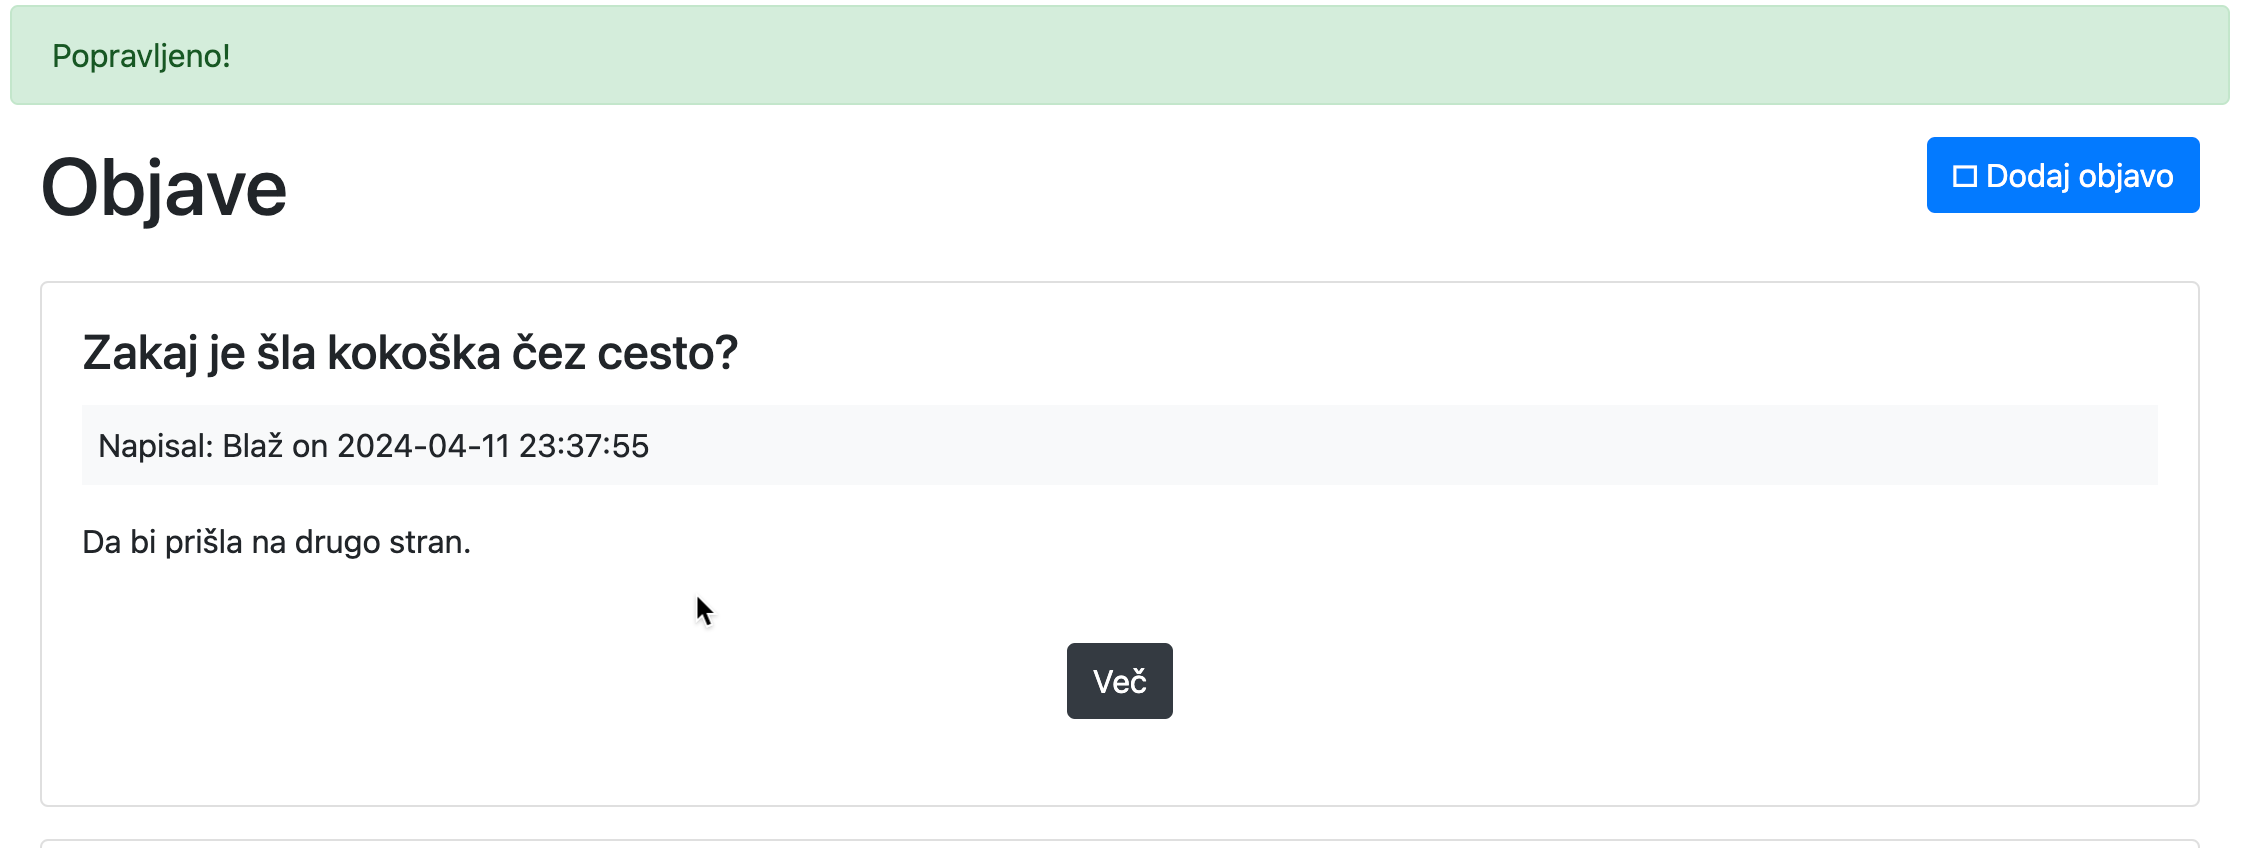 Popravljeno!
Objave
Dodaj objavo
Zakaj je šla kokoška čez cesto?
Napisal: Blaž on 2024-04-11 23:37:55
Da bi prišla na drugo stran.
Več